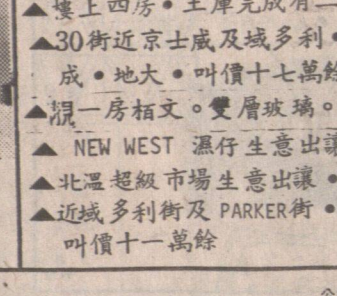 ▲樓上四房•土庫完成有二
▲30街近京士威及域多利•
成•地大•叫價十七萬餘
▲靚一房栢文。雙層玻璃。
▲ NEW WEST 濕仔生意出讓
▲北溫超級市場生意出讓•
▲近域多利街及 PARKER街•
叫價十一萬餘